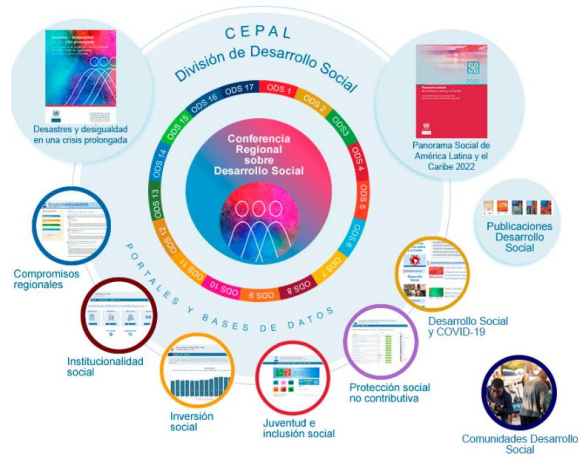 CEPAL
División de Desarrollo Social
Desastres y desigualdad
en una crisis prolongada
Panorama Social de
América Latina y el
Caribe 2022
2022
Conferencia
Regional
sobre
Desarrollo Social
ODS 1
ODS 2
ODS3
ODS 4
ODS 5
ODS 6
ODS 7
ODS 8
ODS 9
ODS 10
ODS 11
ODS 12
ODS 13
ODS 14
ODS 15
ODS 16
ODS 17
PORTALES Y BASES DE DATOS
Publicaciones
Desarrollo
Social
Compromisos
regionales
Institucionalidad
social
Inversión
social
Juventud e
inclusión social
Protección social
no contributiva
Desarrollo Social
y COVID-19
Comunidades Desarrollo
Social